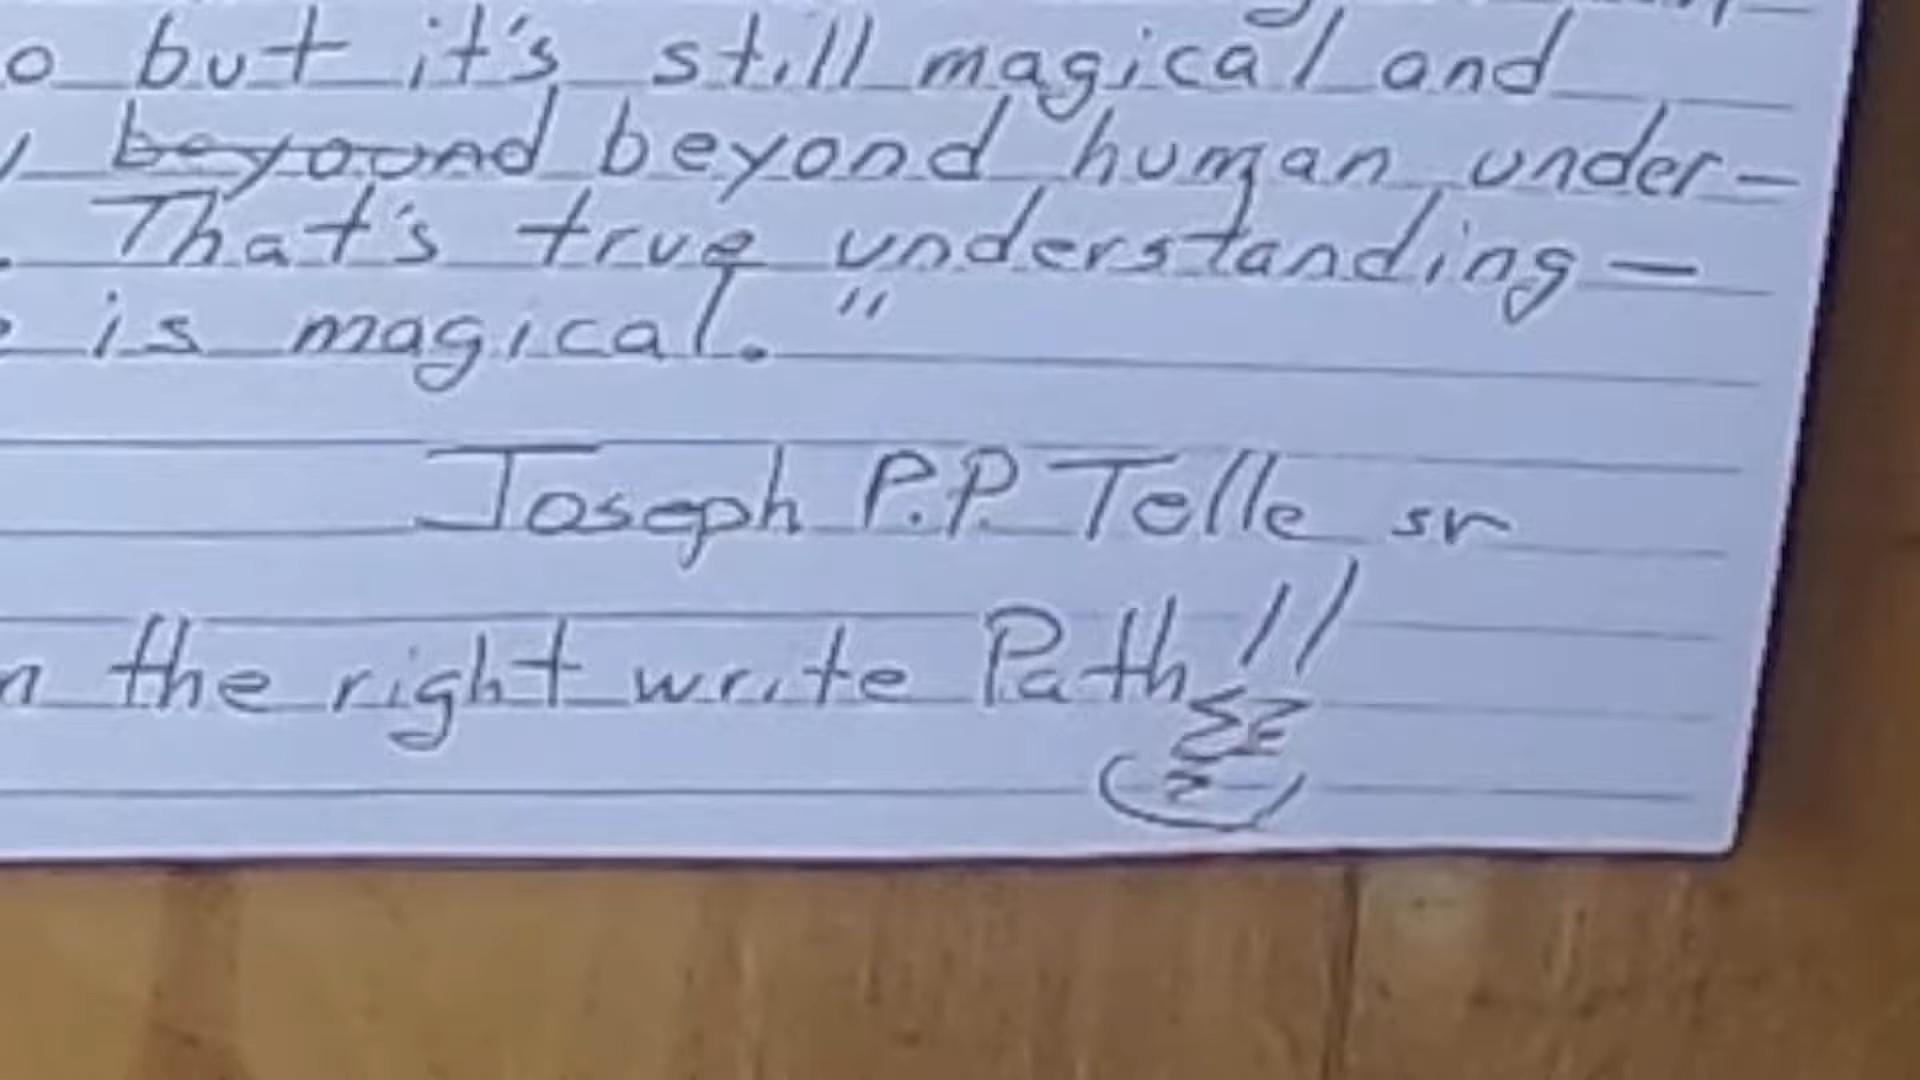 o but it's still magical and
beyound beyond human under-
That's true understanding—
is magical."
Joseph P.P. Telle sr
n the right write Path!!